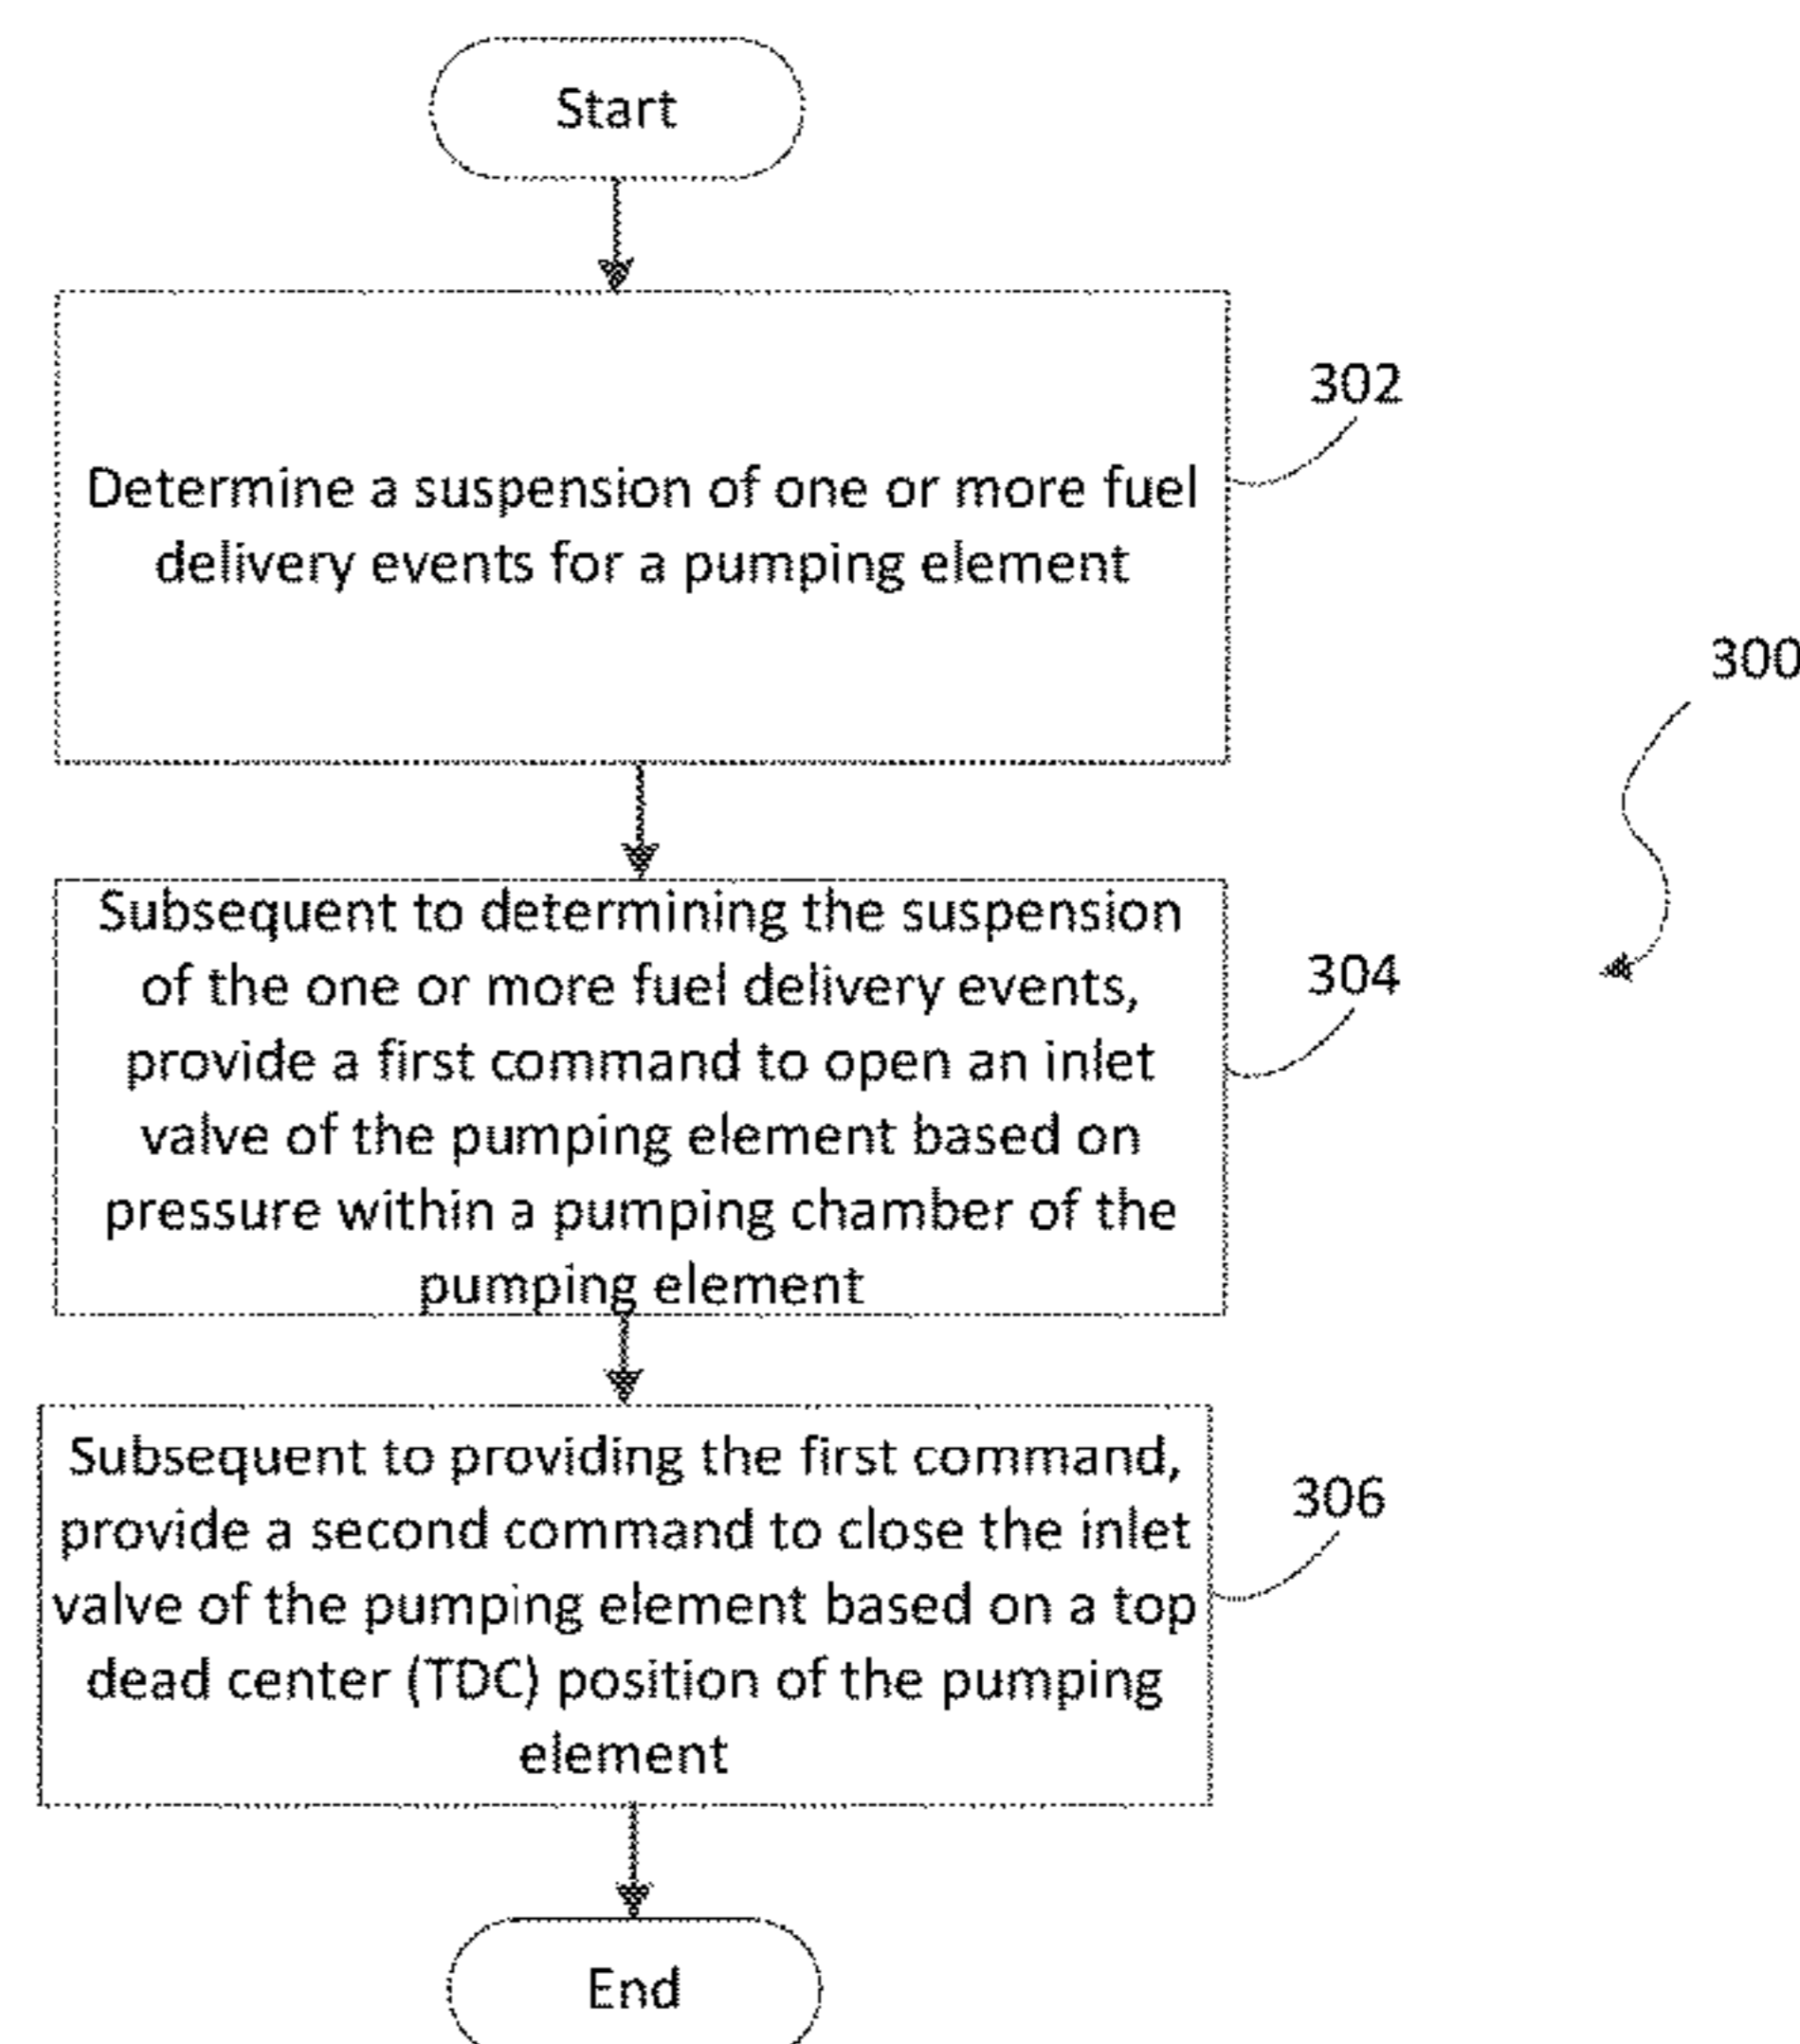 Start
302
Determine a suspension of one or more fuel
delivery events for a pumping element
300
Subsequent to determining the suspension
of the one or more fuel delivery events,
provide a first command to open an inlet
valve of the pumping element based on
pressure within a pumping chamber of the
pumping element
304
Subsequent to providing the first command,
provide a second command to close the inlet
valve of the pumping element based on a top
dead center (TDC) position of the pumping
element
306
End